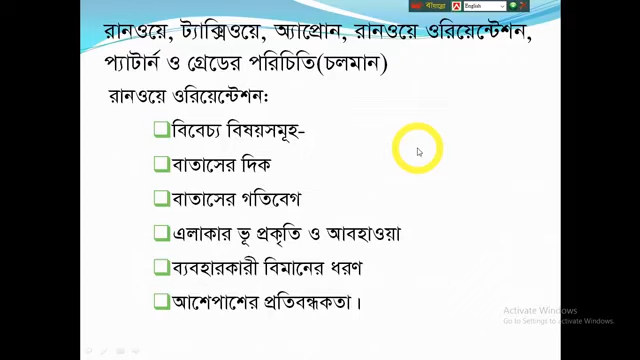 বাংলা English
রানওয়ে, ট্যাক্সিওয়ে, অ্যাপ্রোন, রানওয়ে ওরিয়েন্টেশন,
প্যাটার্ন ও গ্রেডের পরিচিতি(চলমান)
রানওয়ে ওরিয়েন্টেশন:
বিবেচ্য বিষয়সমূহ-
বাতাসের দিক
বাতাসের গতিবেগ
এলাকার ভূ প্রকৃতি ও আবহাওয়া
ব্যবহারকারী বিমানের ধরণ
আশেপাশের প্রতিবন্ধকতা।
Activate Windows
Go to Settings to Activate Windows.